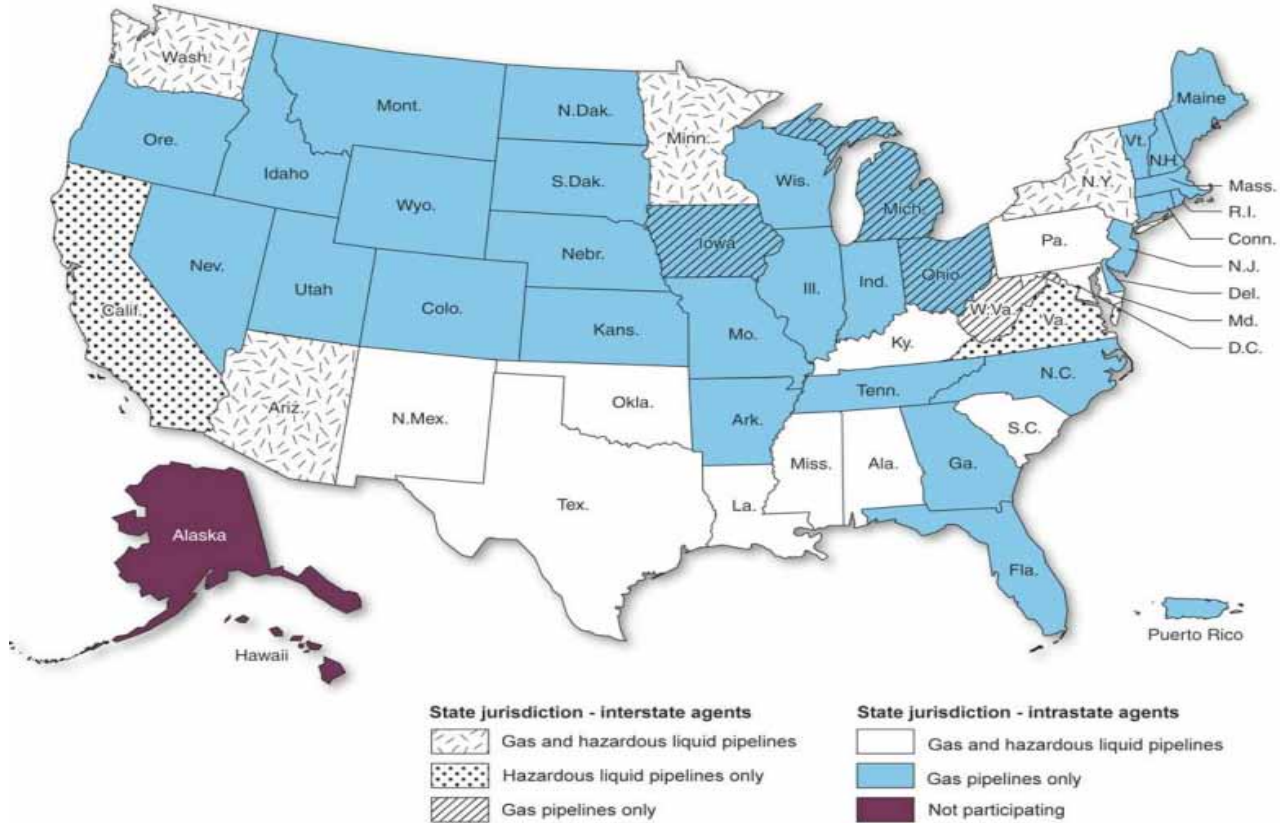 Wash.
Mont.
N.Dak.
Minn.
Maine
Ore.
Idaho
Vt.
N.H.
S.Dak.
Wis.
Mich.
N.Y.
Mass.
Wyo.
R.I.
Iowa
Pa.
Conn.
Nev.
Nebr.
Ohio
N.J.
Utah
Colo.
Ill.
Ind.
Del.
Calif.
Kans.
Mo.
W.Va.
Va.
Md.
Ky.
D.C.
N.C.
Tenn.
Ariz.
N.Mex.
Okla.
Ark.
S.C.
Miss.
Ala.
Ga.
Tex.
La.
Alaska
Fla.
Puerto Rico
Hawaii
State jurisdiction - interstate agents
Gas and hazardous liquid pipelines
Hazardous liquid pipelines only
Gas pipelines only
State jurisdiction - intrastate agents
Gas and hazardous liquid pipelines
Gas pipelines only
Not participating